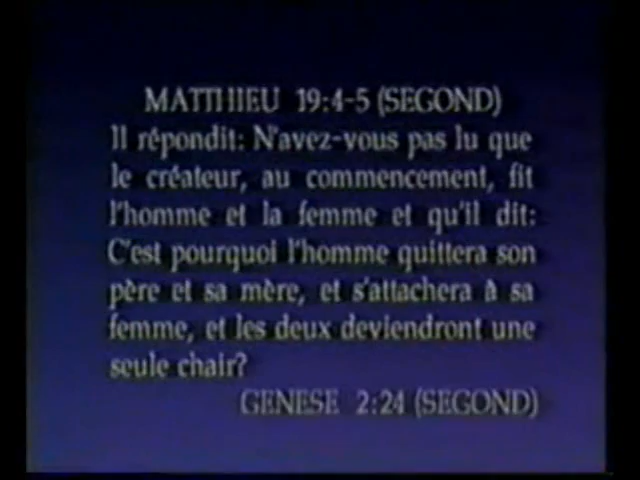 MATTHIEU 19:4-5 (SEGOND)
Il répondit: N'avez-vous pas lu que
le créateur, au commencement, fit
l'homme et la femme et qu'il dit:
C'est pourquoi l'homme quittera son
père et sa mère, et s'attachera à sa
femme, et les deux deviendront une
seule chair?
GENESE 2:24 (SEGOND)